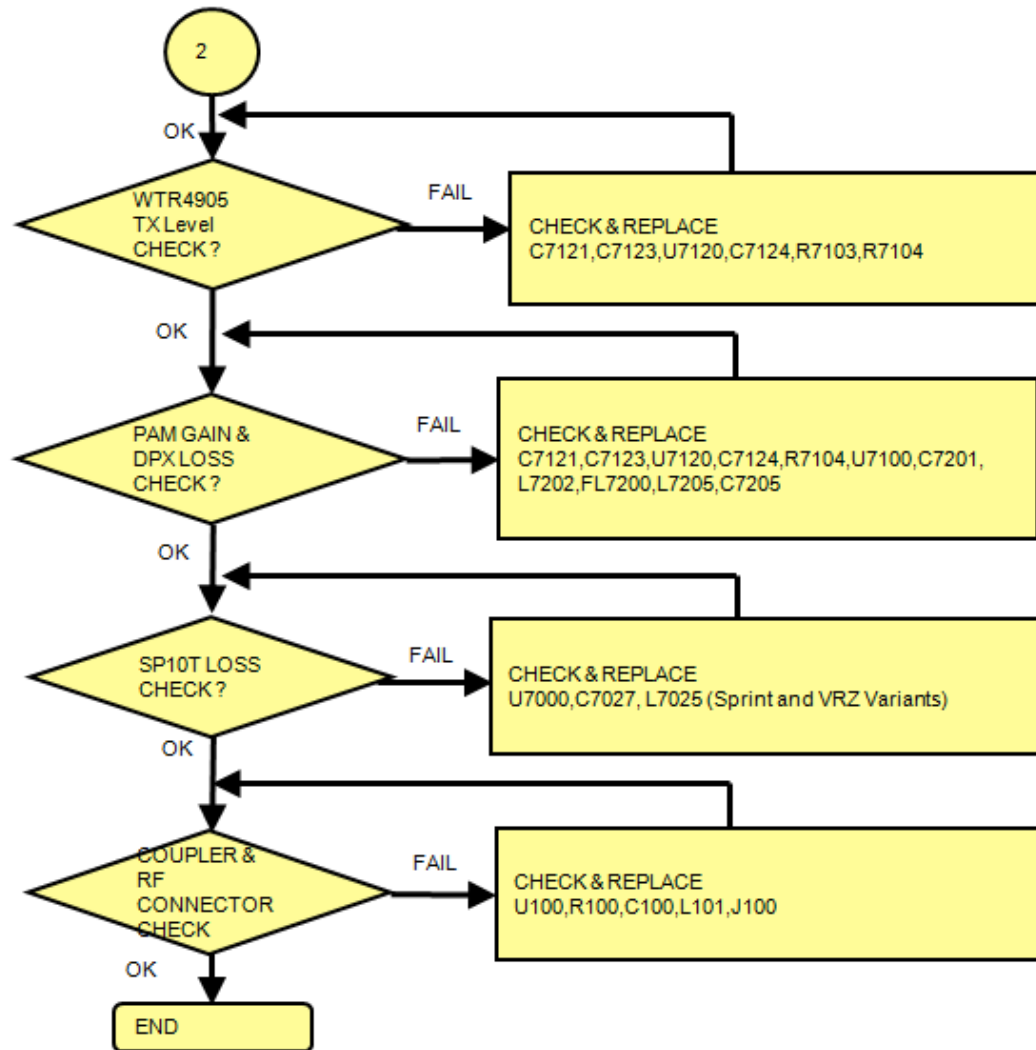 2
OK
WTR4905
TX Level
CHECK ?
FAIL
CHECK & REPLACE
C7121,C7123,U7120,C7124,R7103,R7104
OK
PAM GAIN &
DPX LOSS
CHECK ?
FAIL
CHECK & REPLACE
C7121,C7123,U7120,C7124,R7104,U7100,C7201,
L7202,FL7200,L7205,C7205
OK
SP10T LOSS
CHECK ?
FAIL
CHECK & REPLACE
U7000,C7027, L7025 (Sprint and VRZ Variants)
OK
COUPLER &
RF
CONNECTOR
CHECK
FAIL
CHECK & REPLACE
U100,R100,C100,L101,J100
OK
END